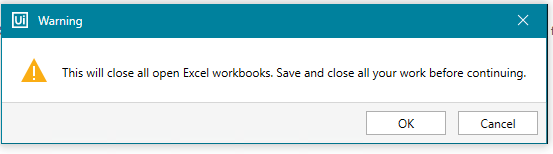 Ui Warning
This will close all open Excel workbooks. Save and close all your work before continuing.
OK Cancel